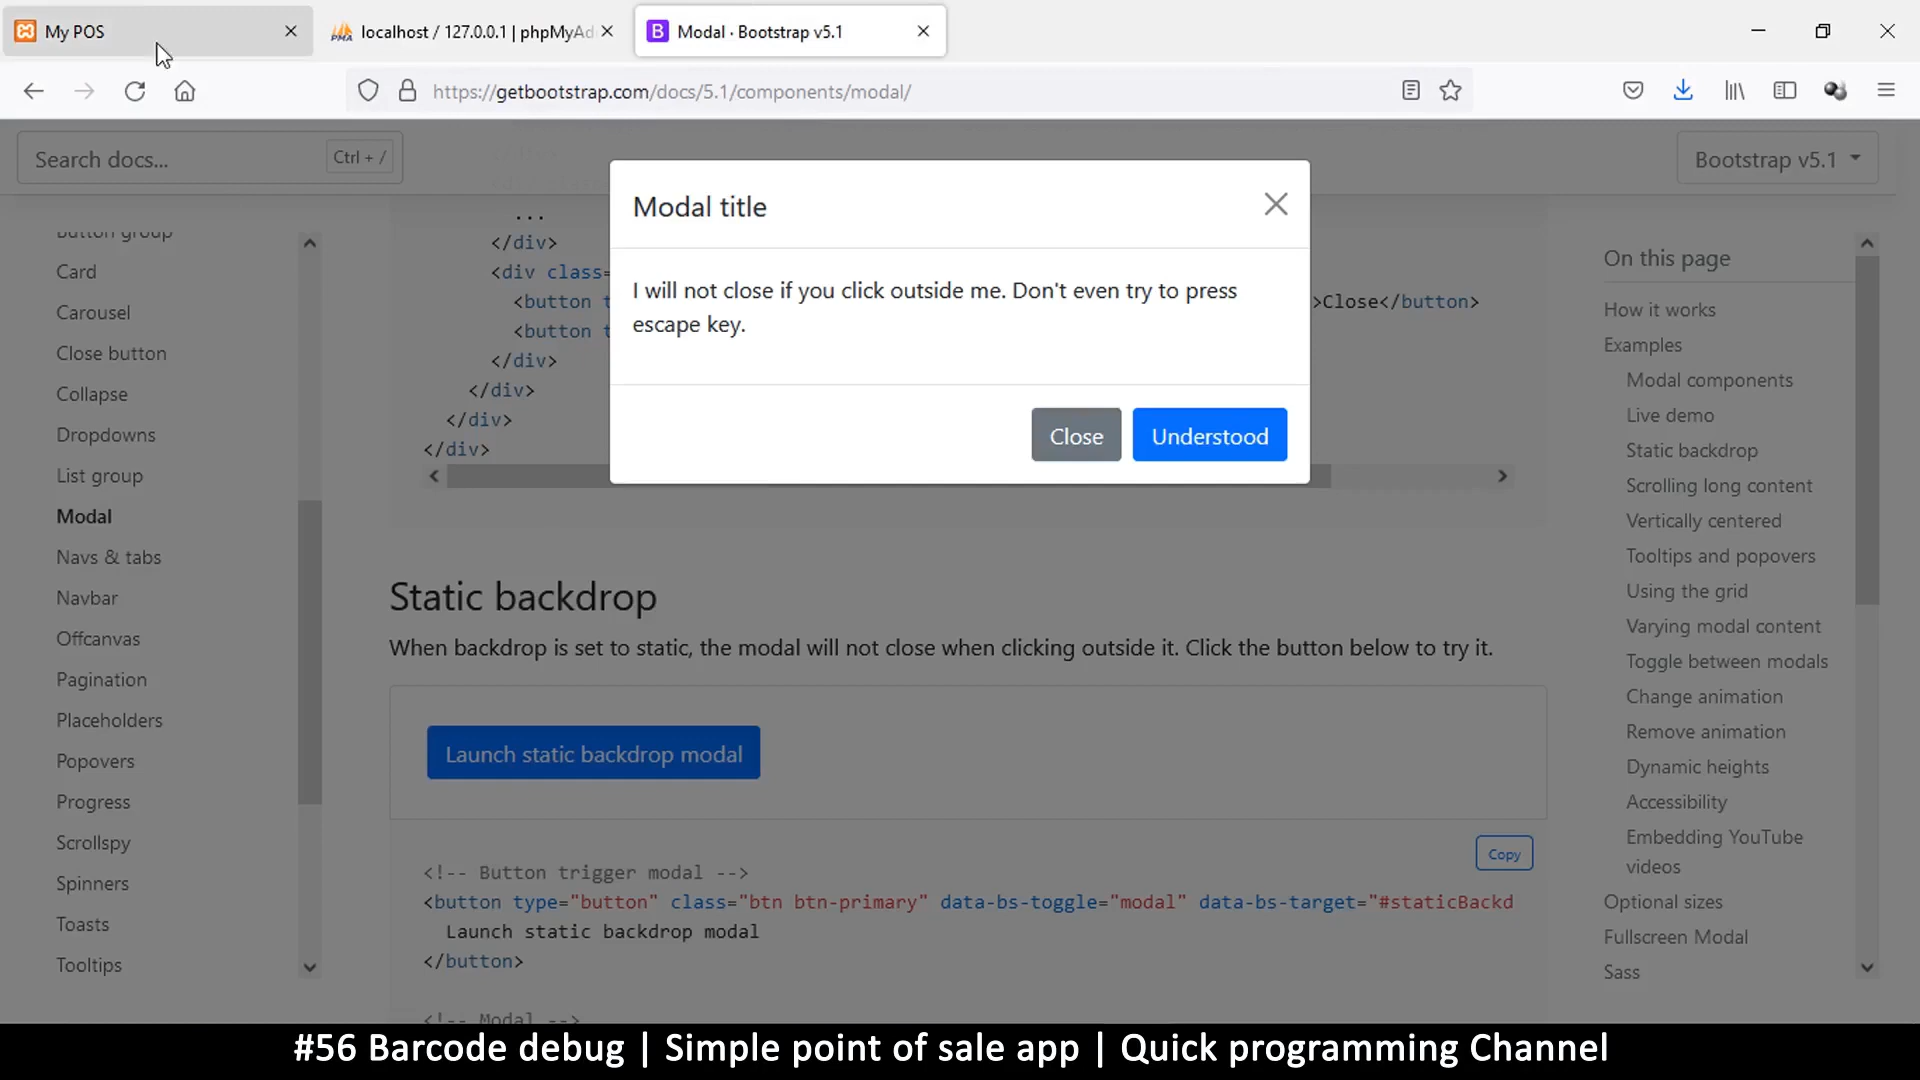 My POS
localhost / 127.0.0.1 | phpMyAd
Modal · Bootstrap v5.1
https://getbootstrap.com/docs/5.1/components/modal/
Search docs...
Ctrl + /
Bootstrap v5.1
Button group
Card
Carousel
Close button
Collapse
Dropdowns
List group
Modal
Navs & tabs
Navbar
Offcanvas
Pagination
Placeholders
Popovers
Progress
Scrollspy
Spinners
Toasts
Tooltips
...
</div>
<div class=
<button t
>Close</button>
<button t
</div>
</div>
</div>
</div>
Modal title
I will not close if you click outside me. Don't even try to press
escape key.
Close
Understood
Static backdrop
When backdrop is set to static, the modal will not close when clicking outside it. Click the button below to try it.
Launch static backdrop modal
Copy
<!-- Button trigger modal -->
<button type="button" class="btn btn-primary" data-bs-toggle="modal" data-bs-target="#staticBackd
Launch static backdrop modal
</button>
<!-- Modal -->
On this page
How it works
Examples
Modal components
Live demo
Static backdrop
Scrolling long content
Vertically centered
Tooltips and popovers
Using the grid
Varying modal content
Toggle between modals
Change animation
Remove animation
Dynamic heights
Accessibility
Embedding YouTube
videos
Optional sizes
Fullscreen Modal
Sass
#56 Barcode debug | Simple point of sale app | Quick programming Channel